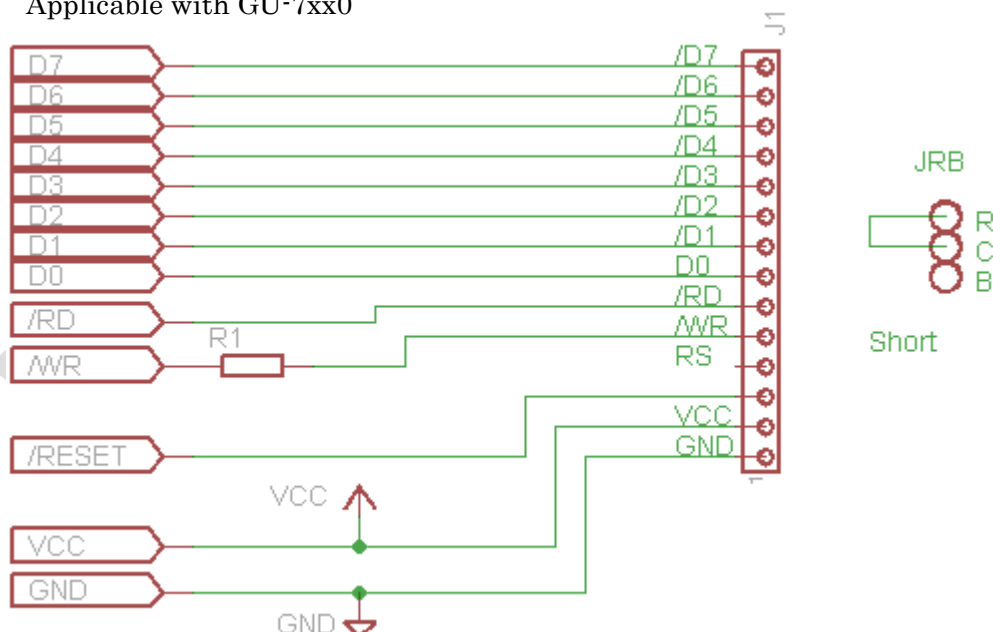 Applicable with GU-7xx0
J1
D7 /D7
D6 /D6
D5 /D5
D4 /D4
JRB
D3 /D3
D2 /D2
R
D1 /D1
C
D0 D0
B
/RD /RD
R1 /WR
Short
/WR RS
VCC
/RESET GND
1
VCC
VCC
GND
GND